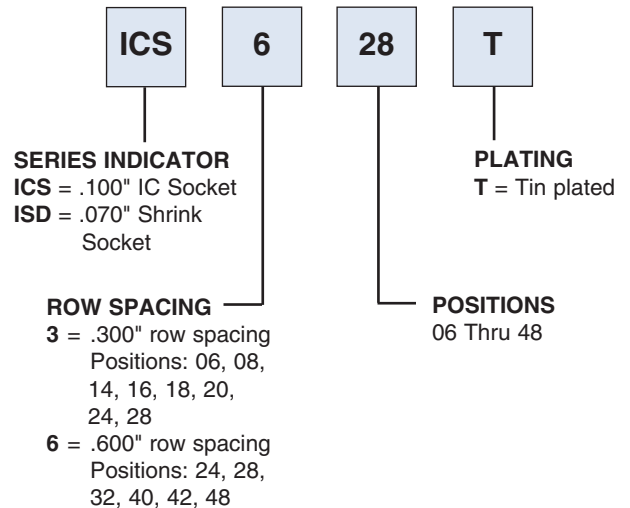 ICS 6 28 T
SERIES INDICATOR
ICS = .100" IC Socket
ISD = .070" Shrink
Socket
PLATING
T = Tin plated
ROW SPACING
3 = .300" row spacing
Positions: 06, 08,
14, 16, 18, 20,
24, 28
6 = .600" row spacing
Positions: 24, 28,
32, 40, 42, 48
POSITIONS
06 Thru 48